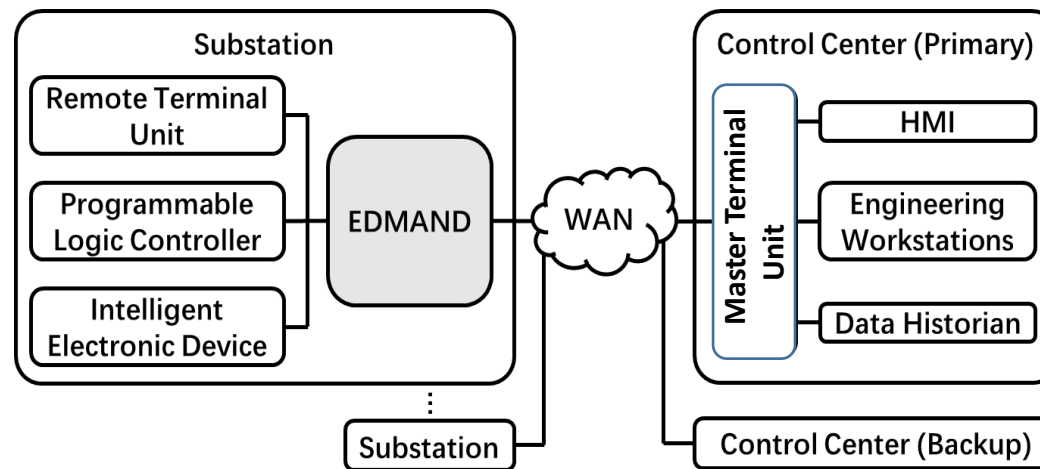 Substation
Remote Terminal
Unit
Programmable
Logic Controller
Intelligent
Electronic Device
EDMAND
WAN
Control Center (Primary)
Master Terminal
Unit
HMI
Engineering
Workstations
Data Historian
Substation
Control Center (Backup)